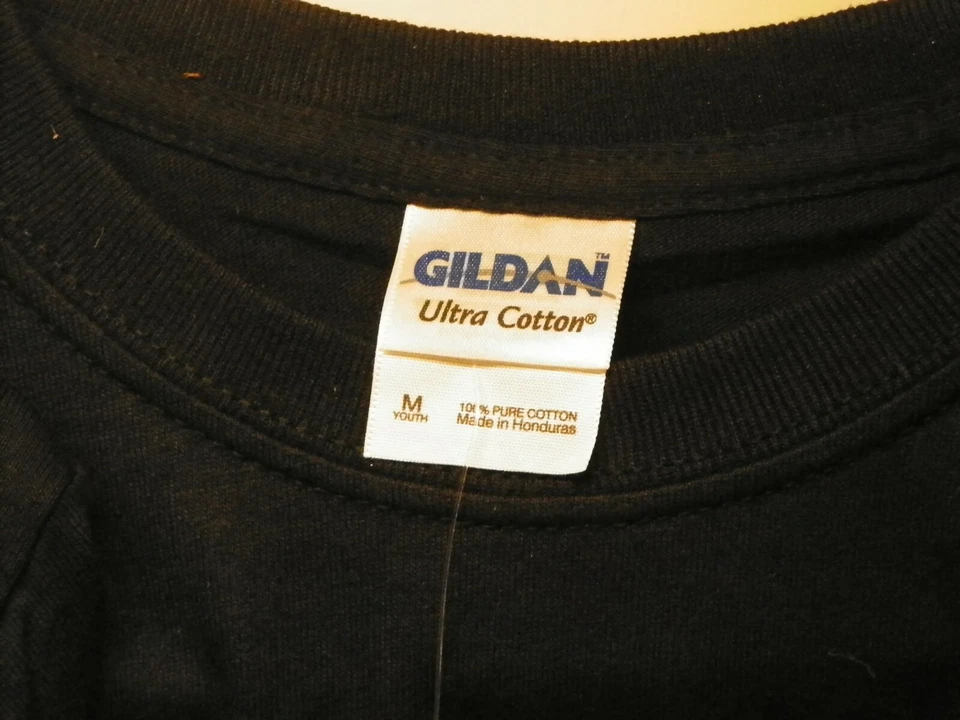 GILDAN™
Ultra Cotton®
M
YOUTH
100% PURE COTTON
Made in Honduras